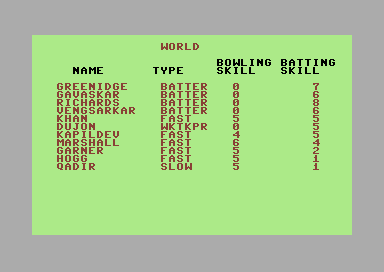 WORLD
BOWLING BATTING
NAME TYPE SKILL SKILL
GREENIDGE BATTER 0 7
GAVASKAR BATTER 0 6
RICHARDS BATTER 0 8
VENGSARKAR BATTER 0 6
KHAN FAST 5 5
DUJON WKTKPR 0 5
KAPILDEV FAST 4 5
MARSHALL FAST 6 4
GARNER FAST 5 2
HOGG FAST 5 1
QADIR SLOW 5 1